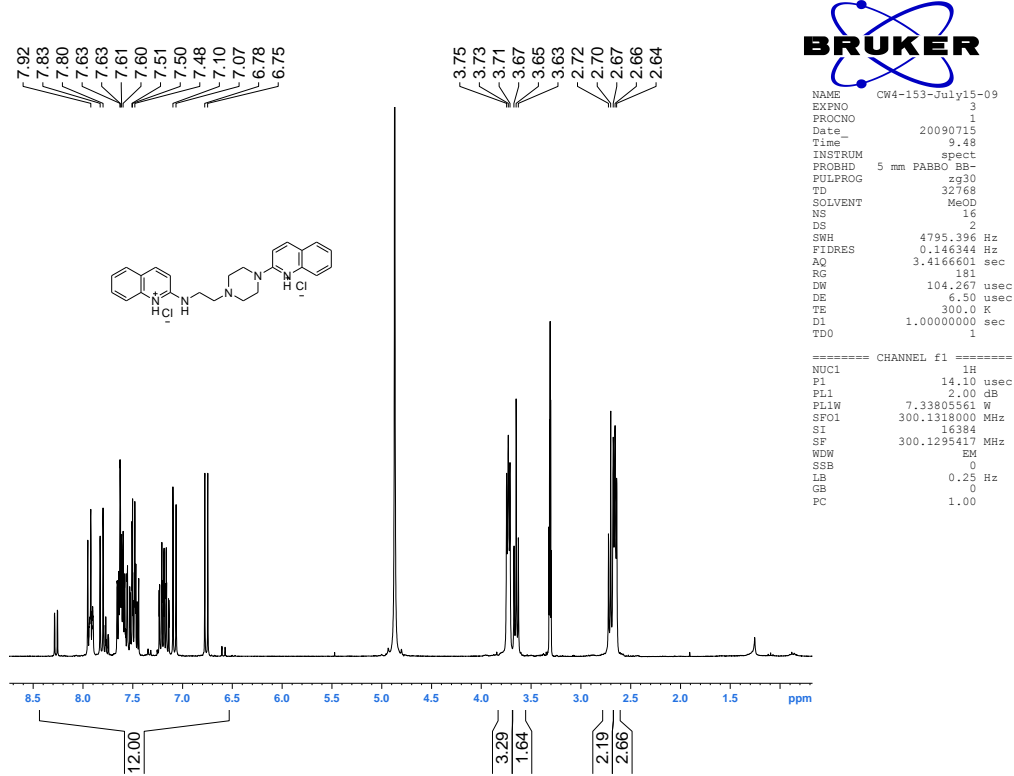 7.92
7.83
7.80
7.63
7.63
7.61
7.60
7.51
7.50
7.48
7.10
7.07
6.78
6.75
3.75
3.73
3.71
3.67
3.65
3.63
2.72
2.70
2.67
2.66
2.64
BRUKER
NAME CW4-153-July15-09
EXPNO 3
PROCNO 1
Date_ 20090715
Time 9.48
INSTRUM spect
PROBHD 5 mm PABBO BB-
PULPROG zg30
TD 32768
SOLVENT MeOD
NS 16
DS 2
SWH 4795.396 Hz
FIDRES 0.146344 Hz
AQ 3.4166601 sec
RG 181
DW 104.267 usec
DE 6.50 usec
TE 300.0 K
D1 1.00000000 sec
TD0 1
======== CHANNEL f1 ========
NUC1 1H
P1 14.10 usec
PL1 2.00 dB
PL1W 7.33805561 W
SFO1 300.1318000 MHz
SI 16384
SF 300.1295417 MHz
WDW EM
SSB 0
LB 0.25 Hz
GB 0
PC 1.00
N N
H Cl
−
N+ N N
H Cl H
−
8.5 8.0 7.5 7.0 6.5 6.0 5.5 5.0 4.5 4.0 3.5 3.0 2.5 2.0 1.5 ppm
12.00
3.29
1.64
2.19
2.66